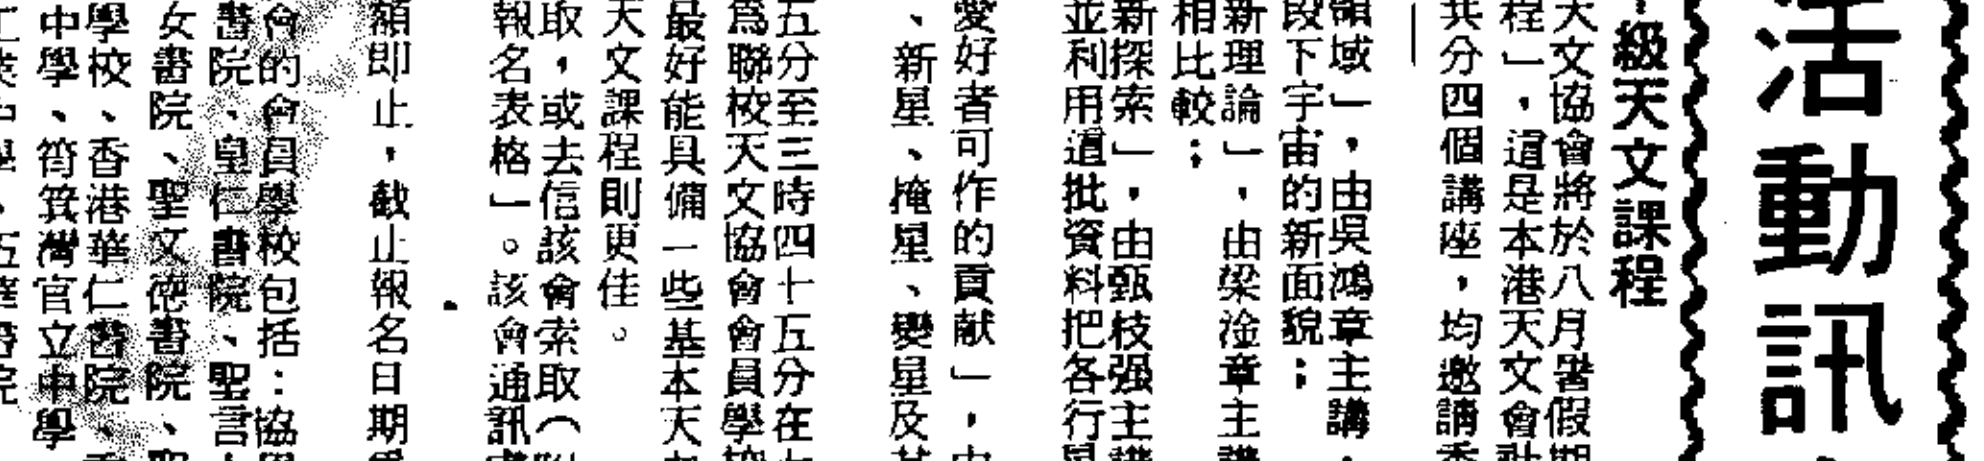 活動訊
級天文課程
天文協會將於八月暑假期
程」，這是本港天文會社
共分四個講座，均邀請香
領域」，由吳鴻章主講，
段下宇宙的新面貌；
新理論」，由梁淦章主講
相比較；
新探索」，由甄枝强主講
並利用這批資料把各行星
愛好者可作的貢献」，由
、新星、掩星、變星及其
五分至三時四十五分在
爲聯校天文協會會員學校
最好能具備一些基本天文
天文課程則更佳。
取，或去信該會索取（附
報名表格」。該會通訊處
額即止，截止報名日期爲
會的會員學校包括：協恩
書院、皇仁書院、聖言
女書院、聖文德書院、聖
學校、香港華仁書院、
中學、筲箕灣官立中學